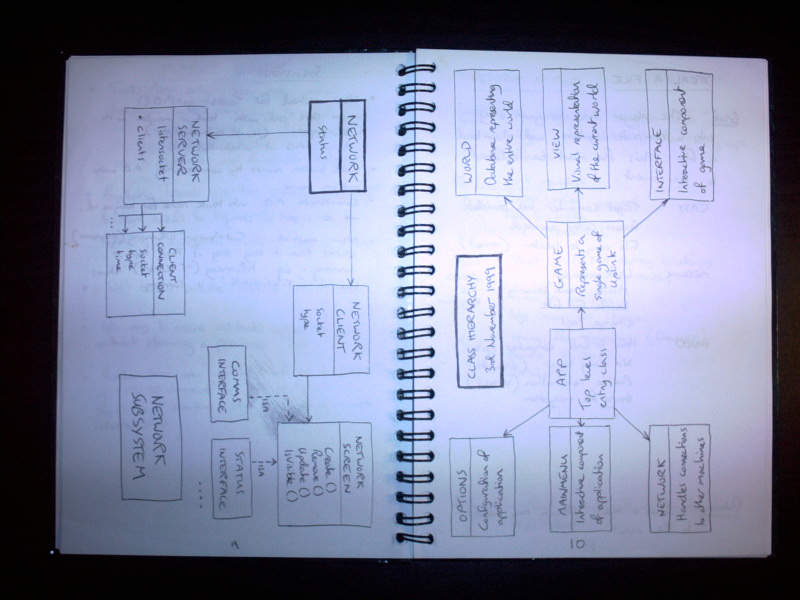 NETWORK
status
NETWORK
SERVER
listensocket
* clients
...
CLIENT
CONNECTION
socket
type
time
NETWORK
CLIENT
socket
type
NETWORK
SCREEN
Create ()
Remove ()
Update ()
IsVisible ()
COMMS
INTERFACE
ISA
STATUS
INTERFACE
ISA
....
NETWORK
SUBSYSTEM
WORLD
Database representing
the entire world
VIEW
Visual representation
of the current world
INTERFACE
Interactive component
of game
GAME
Represents a
single game of
Uplink
CLASS HIERARCHY
3rd November 1999
APP
Top level
entry class
OPTIONS
Configuration of
application
MAINMENU
Interactive component
of application
NETWORK
Handles connections
to other machines
10